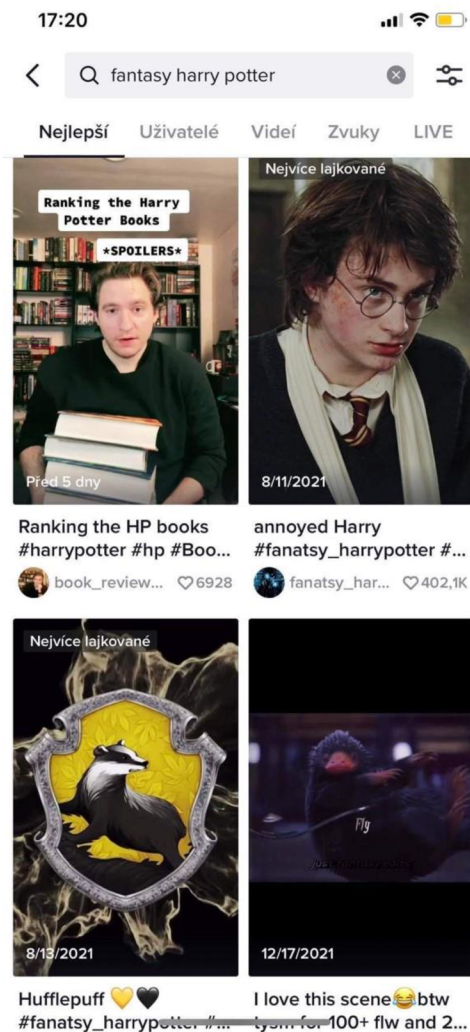 17:20
fantasy harry potter
Nejlepší Uživatelé Videí Zvuky LIVE
Ranking the Harry
Potter Books
*SPOILERS*
Před 5 dny
Nejvíce lajkované
8/11/2021
Ranking the HP books
#harrypotter #hp #Boo...
book_review... 6928
annoyed Harry
#fanatsy_harrypotter #...
fanatsy_har... 402,1K
Nejvíce lajkované
8/13/2021
Fly
12/17/2021
Hufflepuff 💛🖤
#fanatsy_harrypotter #...
I love this scene😂btw
tysm for 100+ flw and 2...